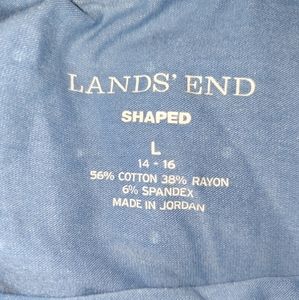 LANDS' END
SHAPED
L
14 - 16
56% COTTON 38% RAYON
6% SPANDEX
MADE IN JORDAN